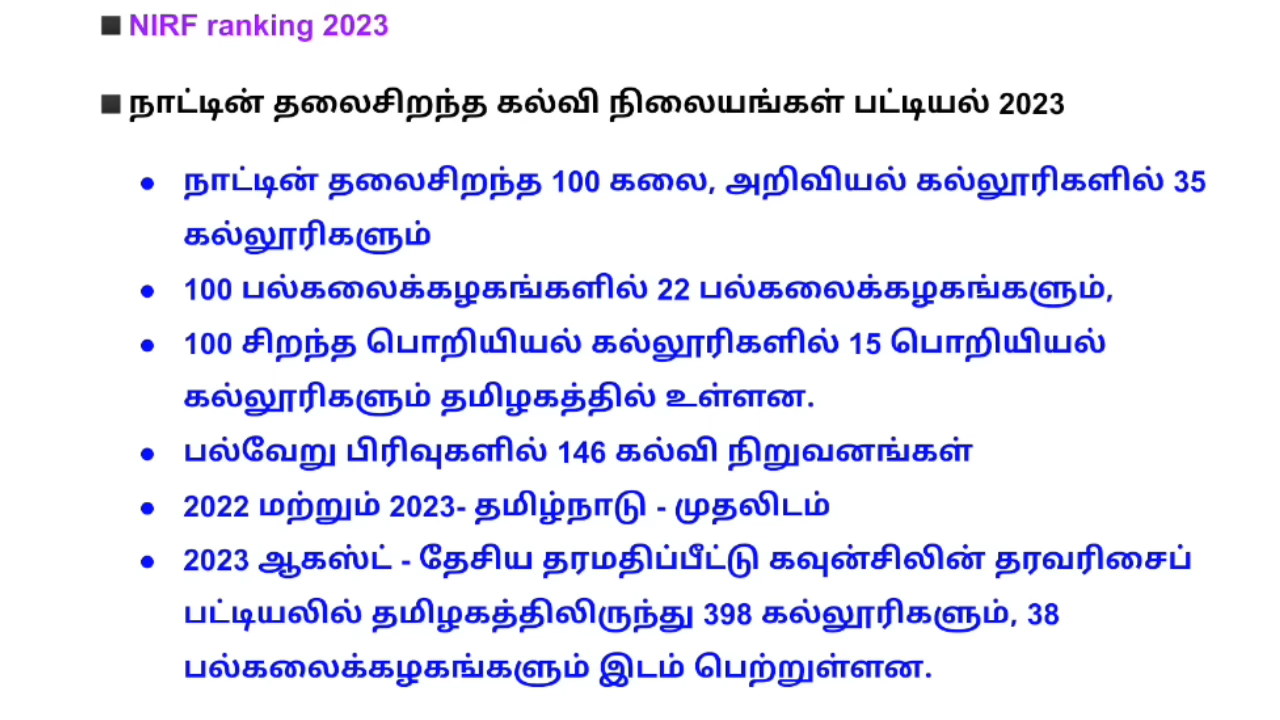 ■ NIRF ranking 2023
■ நாட்டின் தலைசிறந்த கல்வி நிலையங்கள் பட்டியல் 2023
● நாட்டின் தலைசிறந்த 100 கலை, அறிவியல் கல்லூரிகளில் 35
கல்லூரிகளும்
● 100 பல்கலைக்கழகங்களில் 22 பல்கலைக்கழகங்களும்,
● 100 சிறந்த பொறியியல் கல்லூரிகளில் 15 பொறியியல்
கல்லூரிகளும் தமிழகத்தில் உள்ளன.
● பல்வேறு பிரிவுகளில் 146 கல்வி நிறுவனங்கள்
● 2022 மற்றும் 2023- தமிழ்நாடு - முதலிடம்
● 2023 ஆகஸ்ட் - தேசிய தரமதிப்பீட்டு கவுன்சிலின் தரவரிசைப்
பட்டியலில் தமிழகத்திலிருந்து 398 கல்லூரிகளும், 38
பல்கலைக்கழகங்களும் இடம் பெற்றுள்ளன.